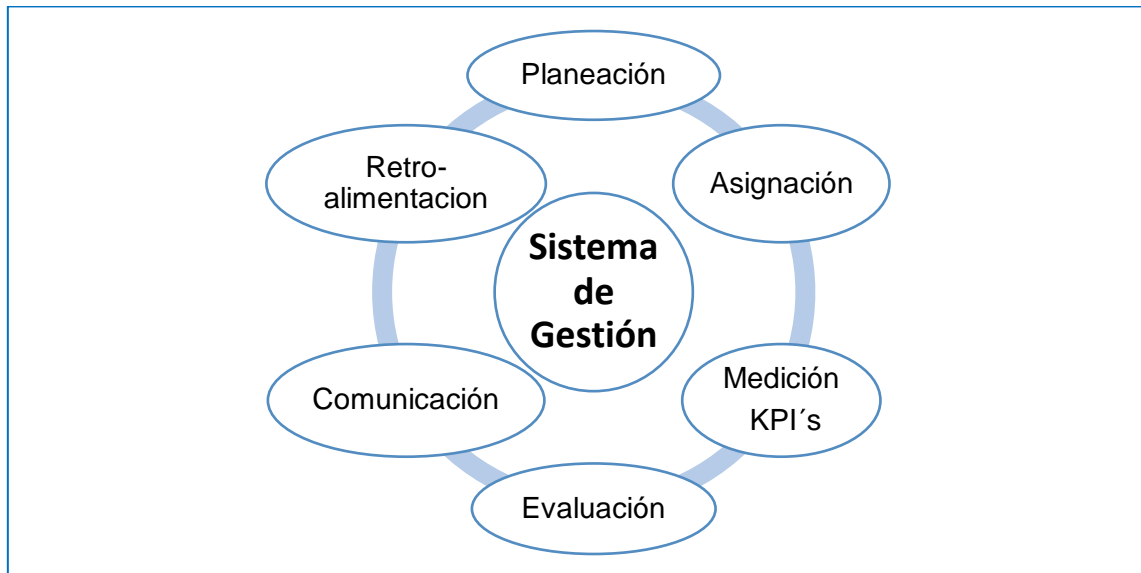 Planeación
Retro-
alimentacion
Asignación
Sistema
de
Gestión
Comunicación
Medición
KPI´s
Evaluación